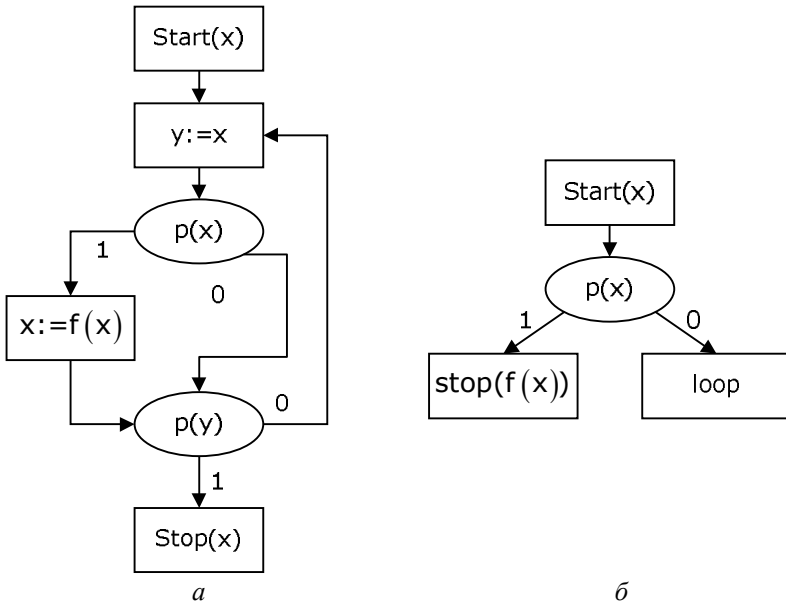 Start(x)
y:=x
p(x)
1
0
x:=f(x)
p(y)
0
1
Stop(x)
а
Start(x)
p(x)
1
0
stop(f(x))
loop
б